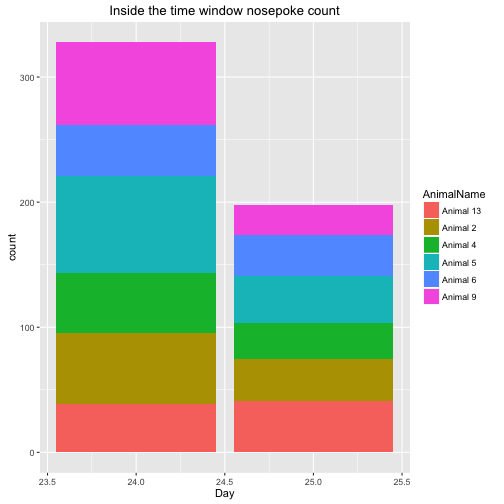 Inside the time window nosepoke count
300
200
100
0
count
23.5 24.0 24.5 25.0 25.5
Day
AnimalName
Animal 13
Animal 2
Animal 4
Animal 5
Animal 6
Animal 9